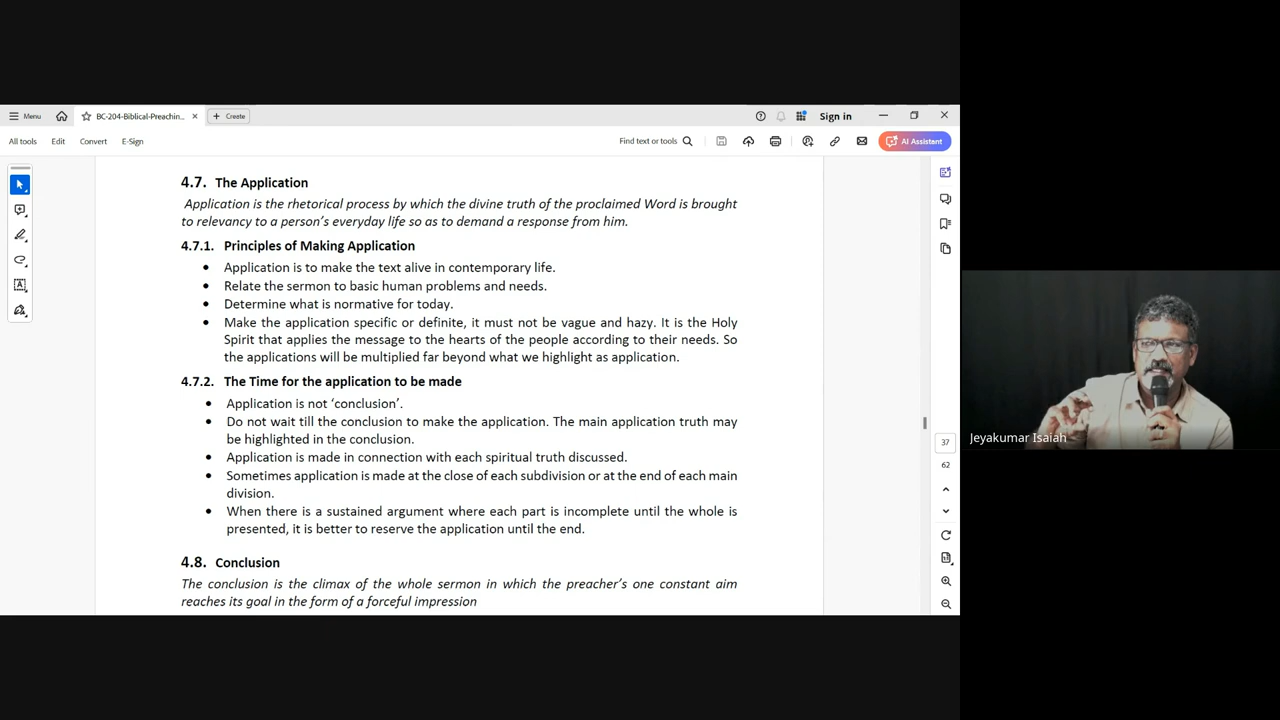 Menu
BC-204-Biblical-Preachin...
Create
Sign in
All tools
Edit
Convert
E-Sign
Find text or tools
AI Assistant
4.7. The Application
Application is the rhetorical process by which the divine truth of the proclaimed Word is brought
to relevancy to a person's everyday life so as to demand a response from him.
4.7.1. Principles of Making Application
• Application is to make the text alive in contemporary life.
• Relate the sermon to basic human problems and needs.
• Determine what is normative for today.
• Make the application specific or definite, it must not be vague and hazy. It is the Holy
Spirit that applies the message to the hearts of the people according to their needs. So
the applications will be multiplied far beyond what we highlight as application.
4.7.2. The Time for the application to be made
• Application is not 'conclusion'.
• Do not wait till the conclusion to make the application. The main application truth may
be highlighted in the conclusion.
• Application is made in connection with each spiritual truth discussed.
• Sometimes application is made at the close of each subdivision or at the end of each main
division.
• When there is a sustained argument where each part is incomplete until the whole is
presented, it is better to reserve the application until the end.
4.8. Conclusion
The conclusion is the climax of the whole sermon in which the preacher's one constant aim
reaches its goal in the form of a forceful impression
37
62
Jeyakumar Isaiah